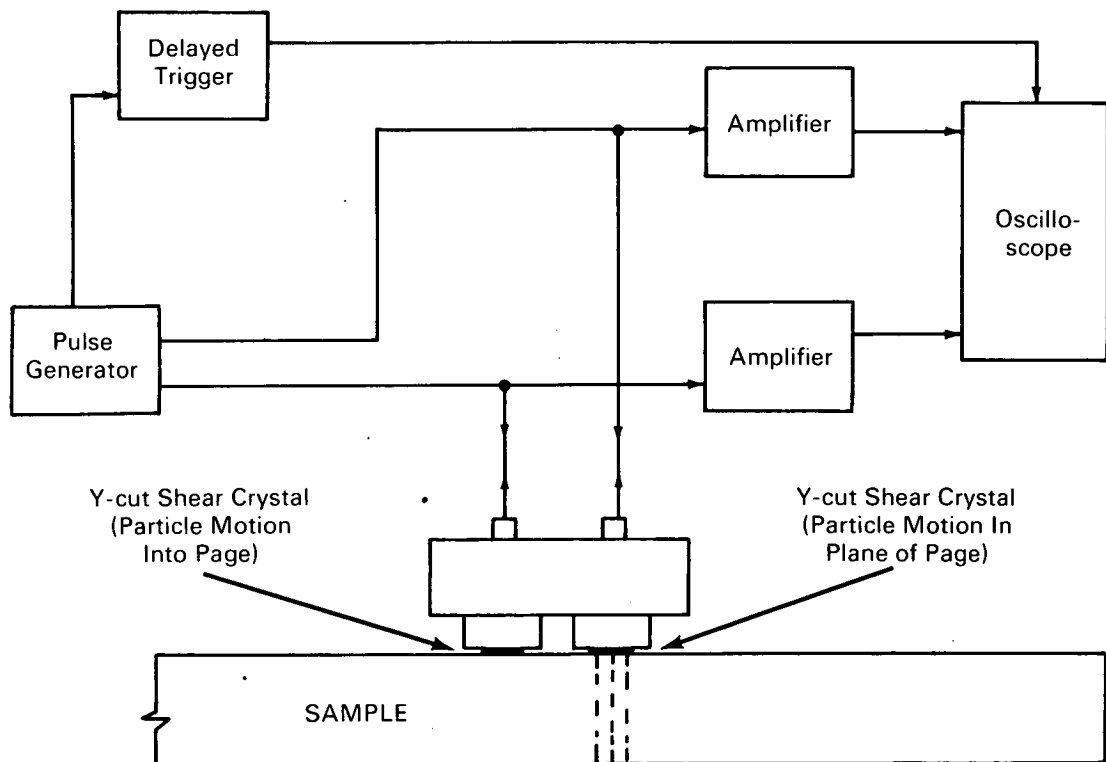 Delayed
Trigger
Amplifier
Oscillo-
scope
Pulse
Generator
Amplifier
Y-cut Shear Crystal
(Particle Motion
Into Page)
Y-cut Shear Crystal
(Particle Motion In
Plane of Page)
SAMPLE